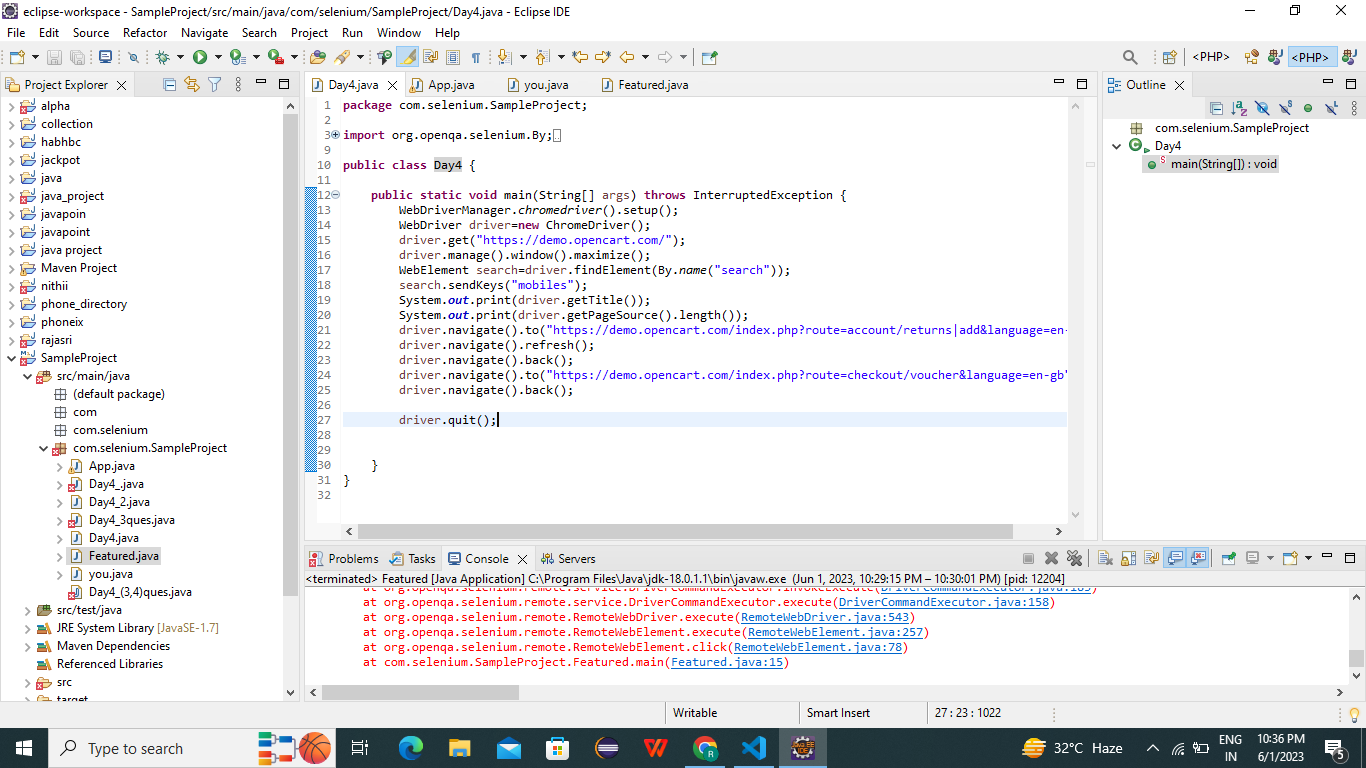 eclipse-workspace - SampleProject/src/main/java/com/selenium/SampleProject/Day4.java - Eclipse IDE
File Edit Source Refactor Navigate Search Project Run Window Help
<PHP> <PHP>
Project Explorer
alpha
collection
habhbc
jackpot
java
java_project
javapoin
javapoint
java project
Maven Project
nithii
phone_directory
phoneix
rajasri
SampleProject
src/main/java
(default package)
com
com.selenium
com.selenium.SampleProject
App.java
Day4_.java
Day4_2.java
Day4_3ques.java
Day4.java
Featured.java
you.java
Day4_(3,4)ques.java
src/test/java
JRE System Library [JavaSE-1.7]
Maven Dependencies
Referenced Libraries
src
target
Day4.java App.java you.java Featured.java
1 package com.selenium.SampleProject;
2
3 import org.openqa.selenium.By;
9
10 public class Day4 {
11
12 public static void main(String[] args) throws InterruptedException {
13 WebDriverManager.chromedriver().setup();
14 WebDriver driver=new ChromeDriver();
15 driver.get("https://demo.opencart.com/");
16 driver.manage().window().maximize();
17 WebElement search=driver.findElement(By.name("search"));
18 search.sendKeys("mobiles");
19 System.out.print(driver.getTitle());
20 System.out.print(driver.getPageSource().length());
21 driver.navigate().to("https://demo.opencart.com/index.php?route=account/returns|add&language=en-
22 driver.navigate().refresh();
23 driver.navigate().back();
24 driver.navigate().to("https://demo.opencart.com/index.php?route=checkout/voucher&language=en-gb"
25 driver.navigate().back();
26
27 driver.quit();
28
29
30 }
31 }
32
Outline
com.selenium.SampleProject
Day4
main(String[]) : void
Problems Tasks Console Servers
<terminated> Featured [Java Application] C:\Program Files\Java\jdk-18.0.1.1\bin\javaw.exe (Jun 1, 2023, 10:29:15 PM – 10:30:01 PM) [pid: 12204]
at org.openqa.selenium.remote.service.DriverCommandExecutor.invokeExecute(DriverCommandExecutor.java:183)
at org.openqa.selenium.remote.service.DriverCommandExecutor.execute(DriverCommandExecutor.java:158)
at org.openqa.selenium.remote.RemoteWebDriver.execute(RemoteWebDriver.java:543)
at org.openqa.selenium.remote.RemoteWebElement.execute(RemoteWebElement.java:257)
at org.openqa.selenium.remote.RemoteWebElement.click(RemoteWebElement.java:78)
at com.selenium.SampleProject.Featured.main(Featured.java:15)
Writable Smart Insert 27 : 23 : 1022
Type to search
32°C Haze
ENG
IN
10:36 PM
6/1/2023
5